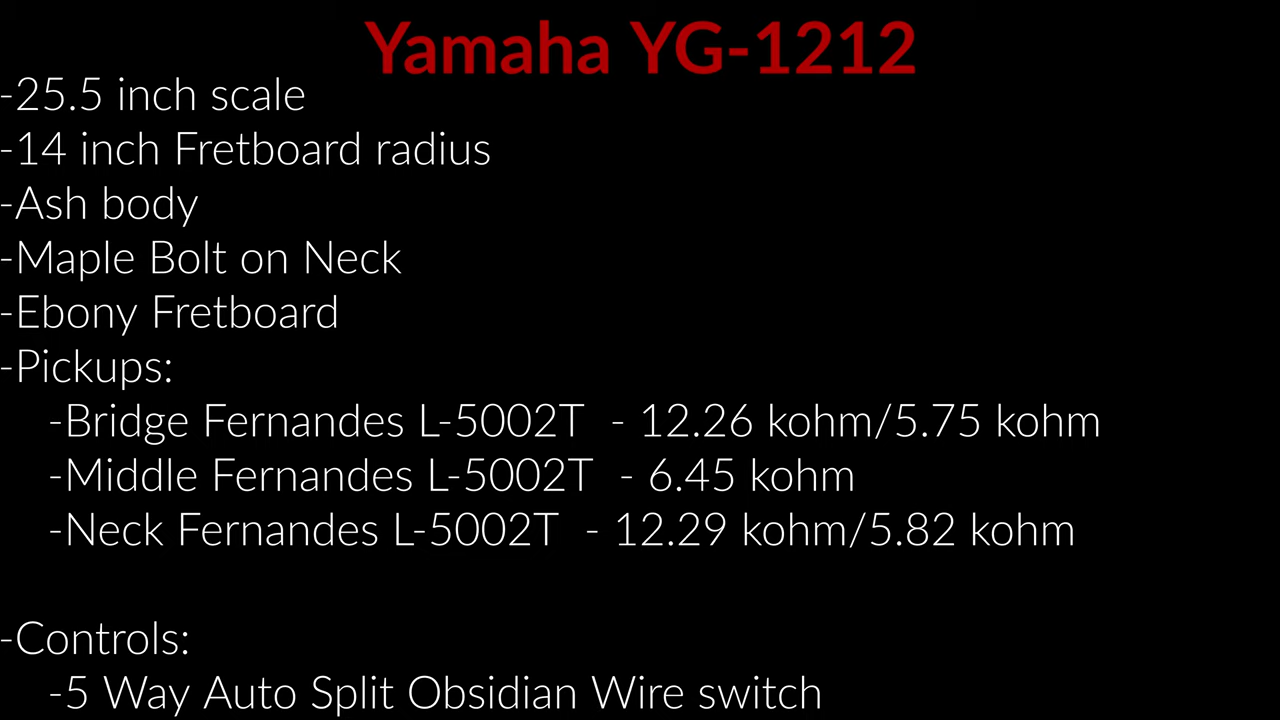 Yamaha YG-1212
-25.5 inch scale
-14 inch Fretboard radius
-Ash body
-Maple Bolt on Neck
-Ebony Fretboard
-Pickups:
-Bridge Fernandes L-5002T - 12.26 kohm/5.75 kohm
-Middle Fernandes L-5002T - 6.45 kohm
-Neck Fernandes L-5002T - 12.29 kohm/5.82 kohm
-Controls:
-5 Way Auto Split Obsidian Wire switch